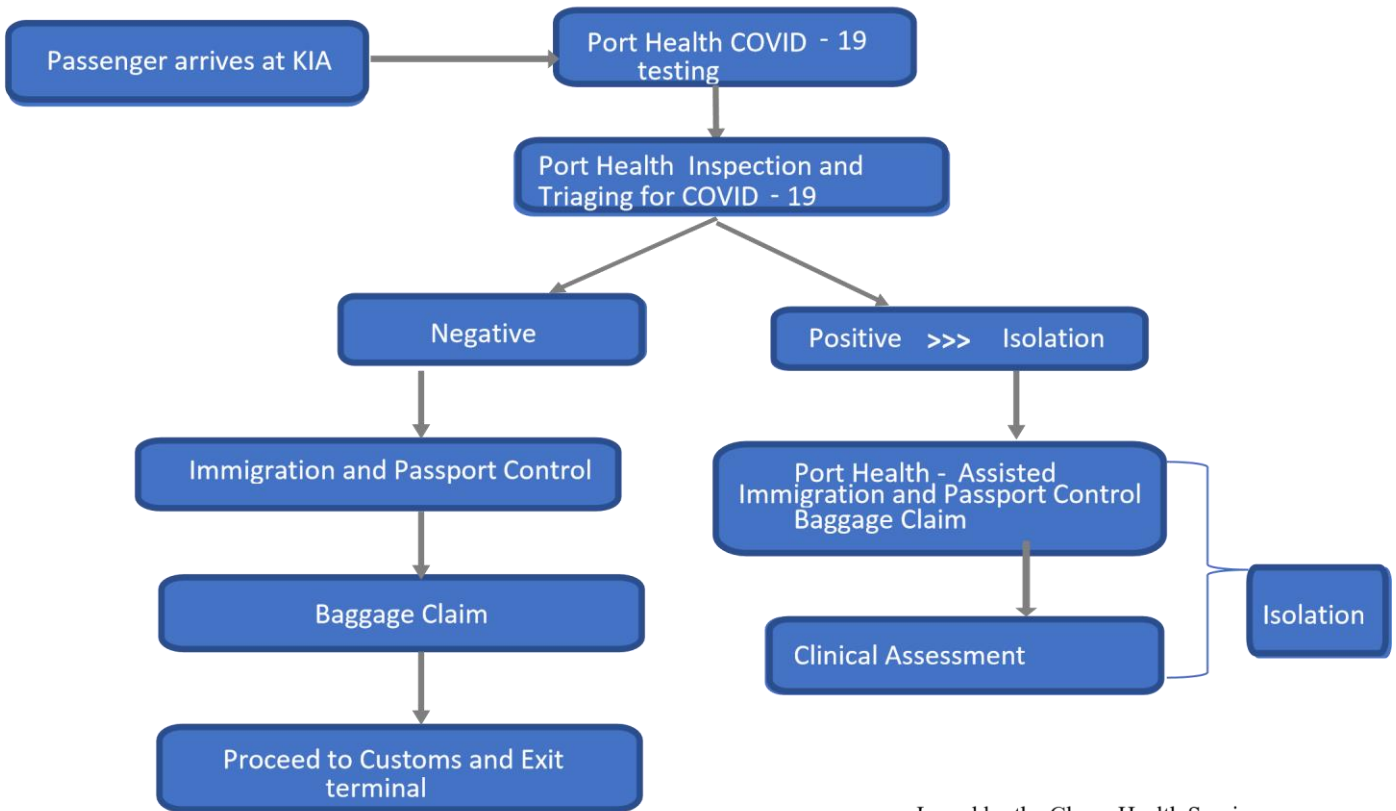 Passenger arrives at KIA
Port Health COVID - 19
testing
Port Health Inspection and
Triaging for COVID - 19
Negative
Positive >>> Isolation
Immigration and Passport Control
Port Health - Assisted
Immigration and Passport Control
Baggage Claim
Isolation
Baggage Claim
Clinical Assessment
Proceed to Customs and Exit
terminal